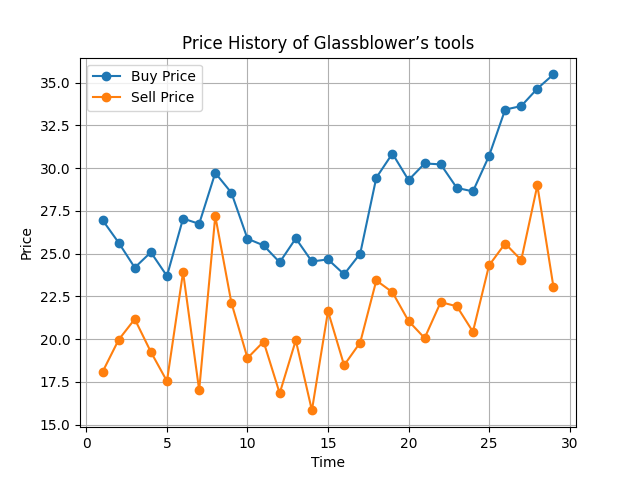 Price History of Glassblower’s tools
Buy Price
Sell Price
35.0
32.5
30.0
27.5
25.0
22.5
20.0
17.5
15.0
Price
0 5 10 15 20 25 30
Time